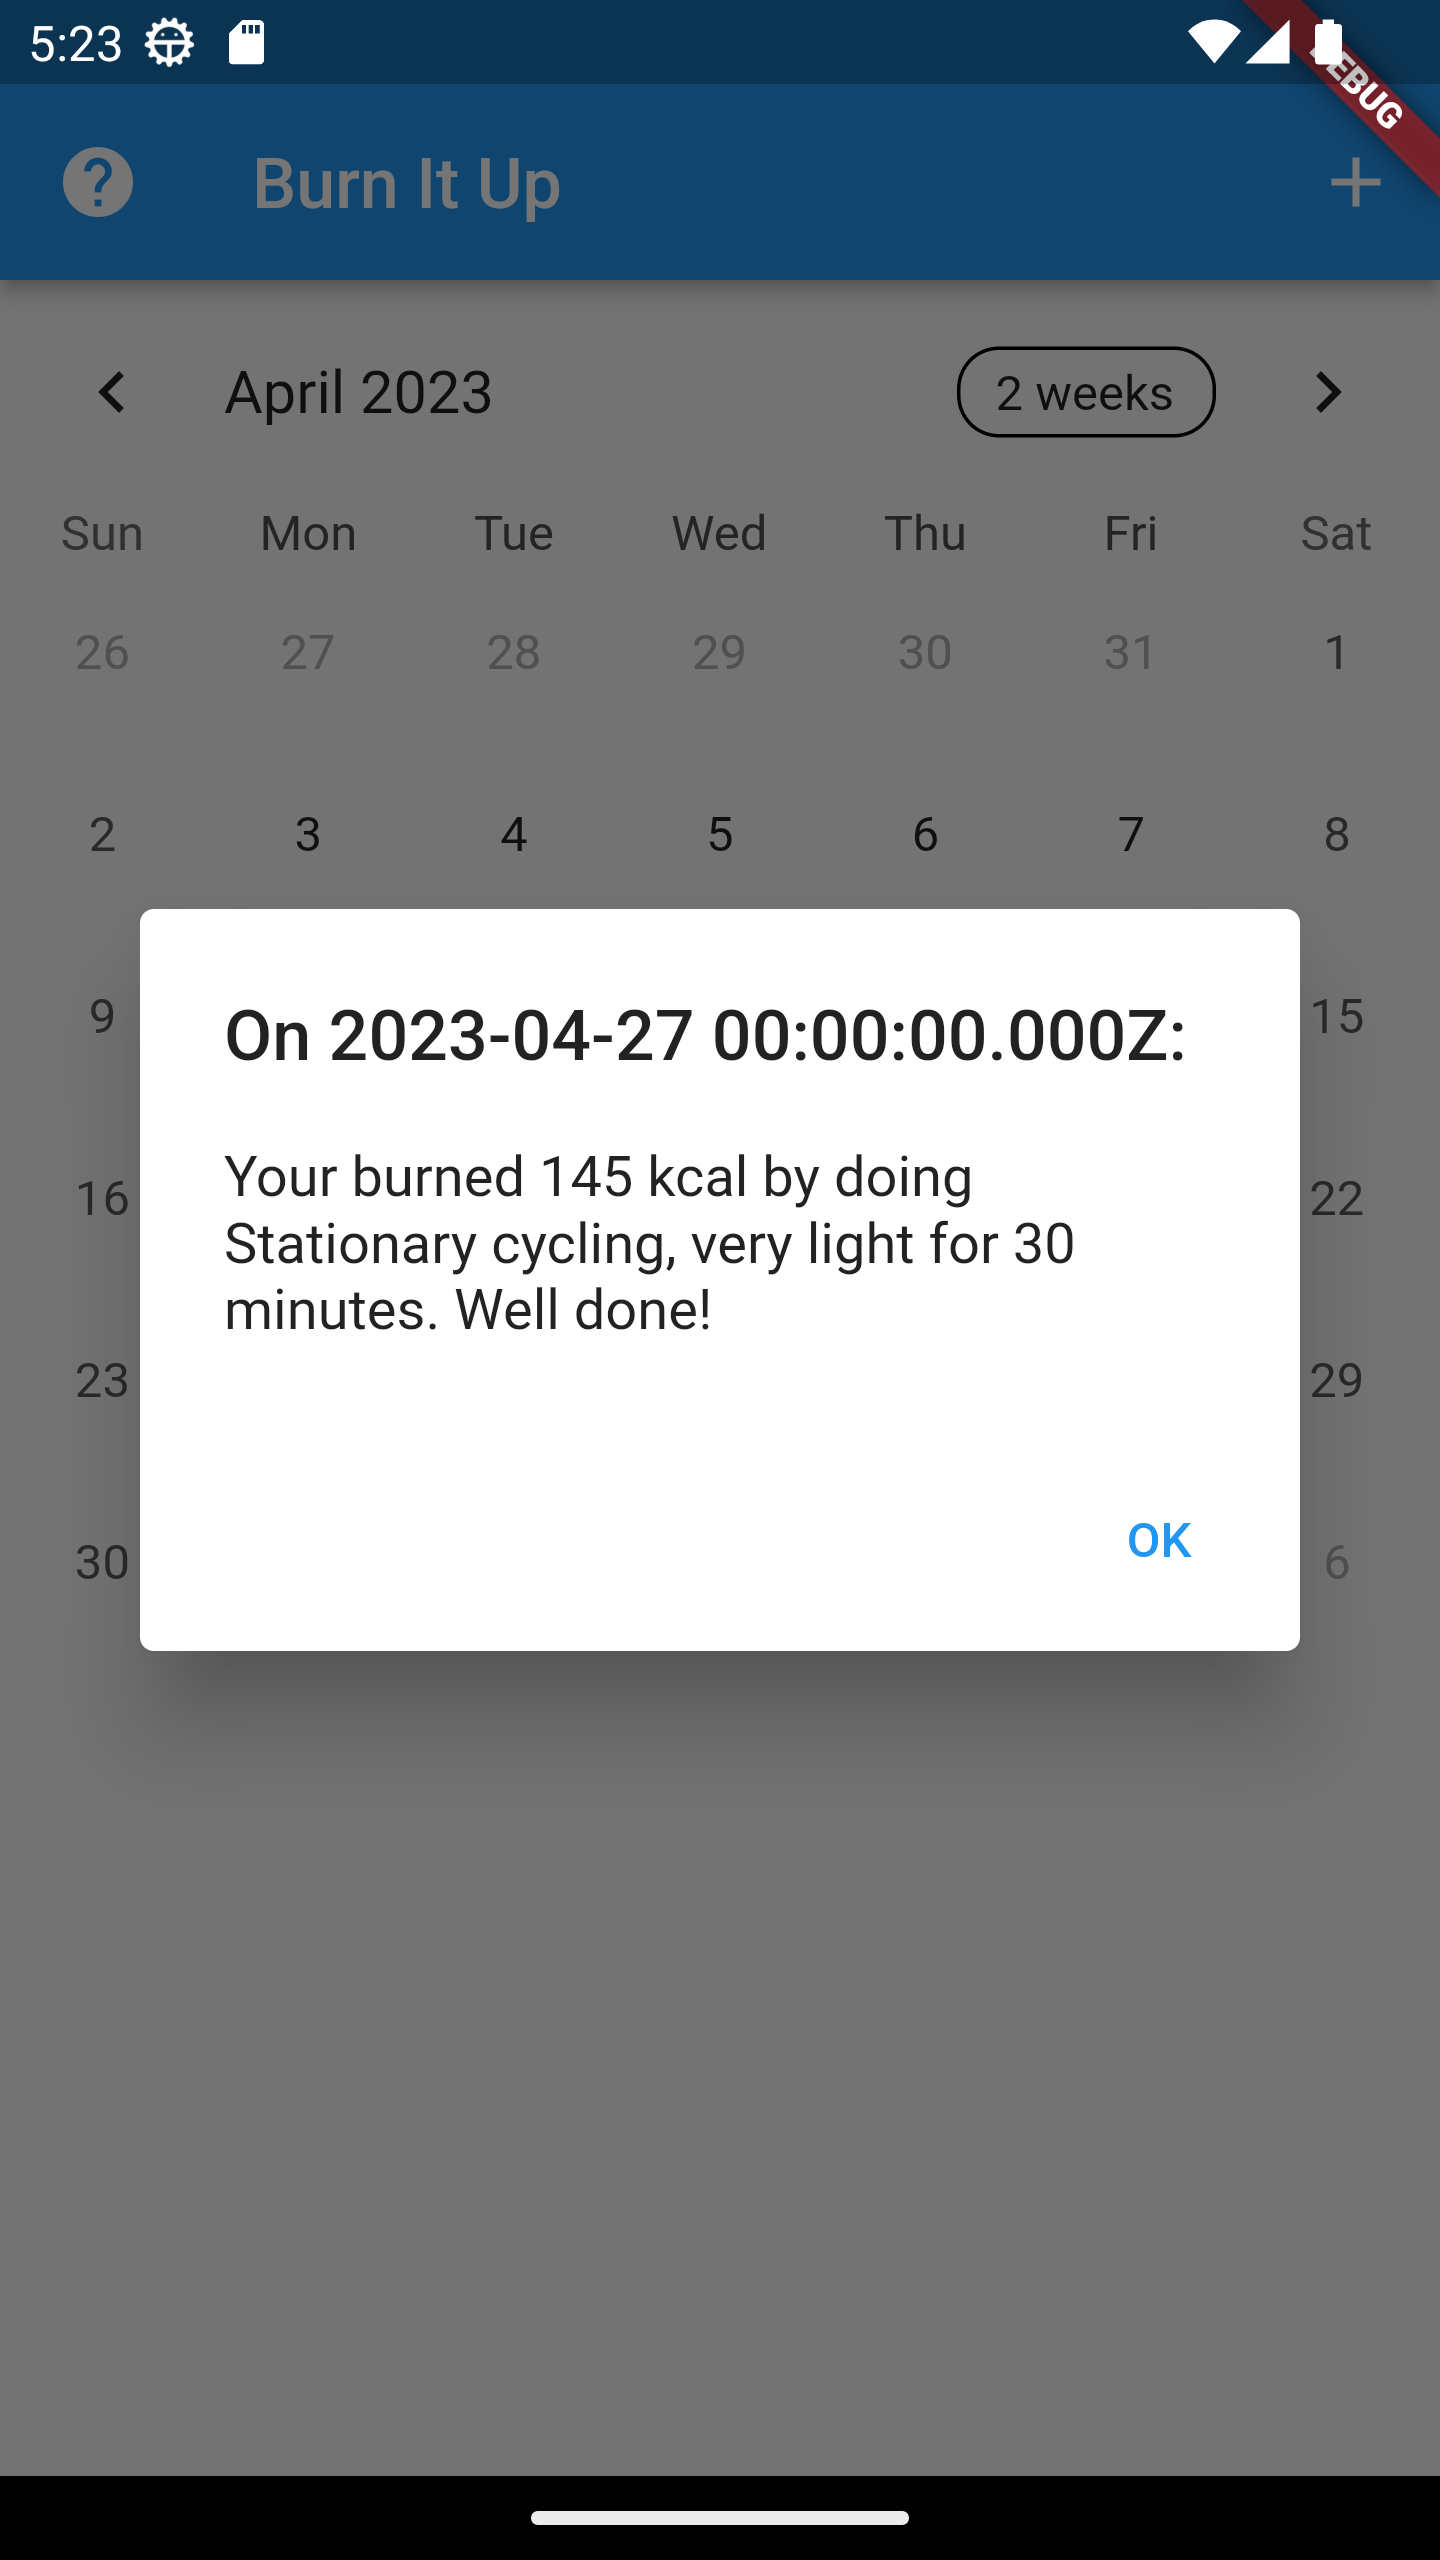 5:23
DEBUG
Burn It Up
April 2023
2 weeks
Sun Mon Tue Wed Thu Fri Sat
26 27 28 29 30 31 1
2 3 4 5 6 7 8
9 15
On 2023-04-27 00:00:00.000Z:
Your burned 145 kcal by doing
Stationary cycling, very light for 30
minutes. Well done!
16 22
23 29
OK
30 6